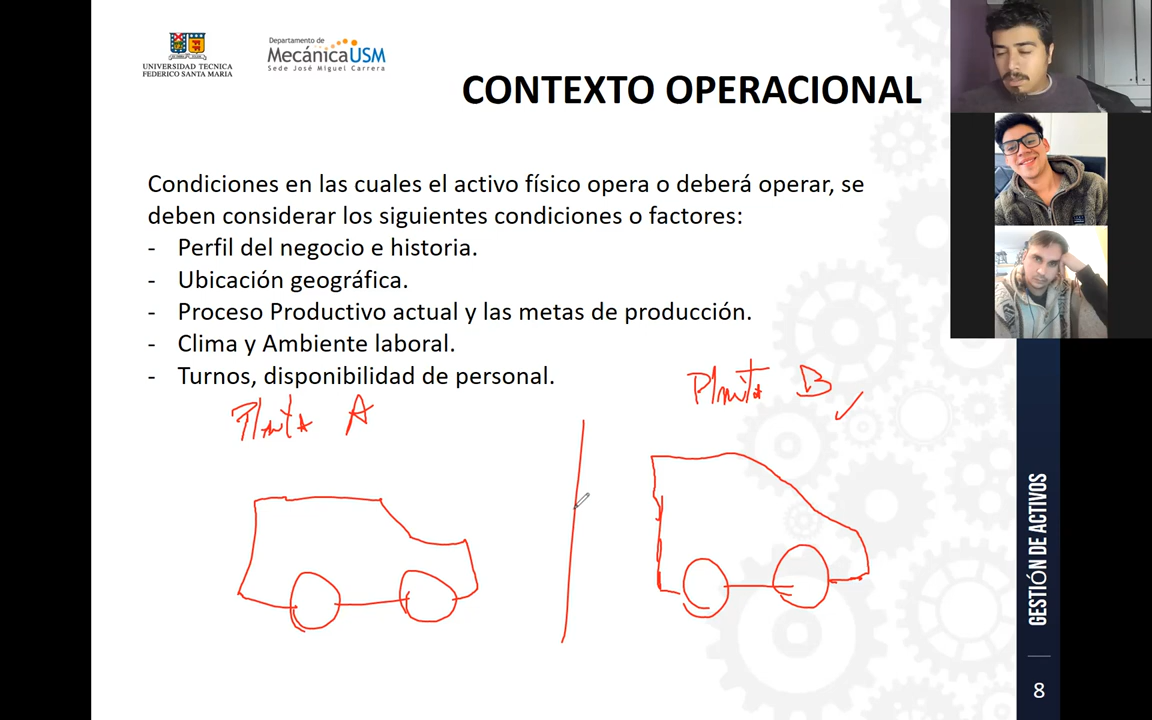 UNIVERSIDAD TECNICA
FEDERICO SANTA MARIA
Departamento de
MecánicaUSM
Sede José Miguel Carrera
CONTEXTO OPERACIONAL
Condiciones en las cuales el activo físico opera o deberá operar, se
deben considerar los siguientes condiciones o factores:
- Perfil del negocio e historia.
- Ubicación geográfica.
- Proceso Productivo actual y las metas de producción.
- Clima y Ambiente laboral.
- Turnos, disponibilidad de personal.
Planta A
Planta B
GESTIÓN DE ACTIVOS
8